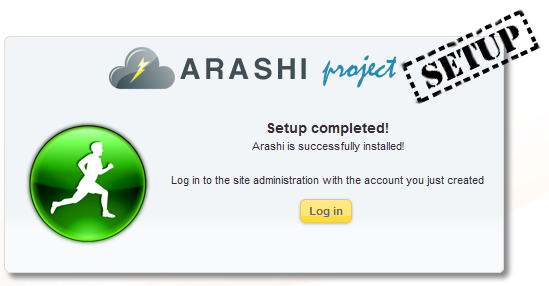 ARASHI project
SETUP
Setup completed!
Arashi is successfully installed!
Log in to the site administration with the account you just created
Log in